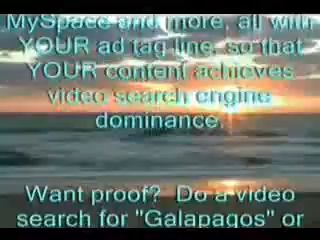 MySpace and more, all with
YOUR ad tag line, so that
YOUR content achieves
video search engine
dominance.
Want proof?  Do a video
search for "Galapagos" or